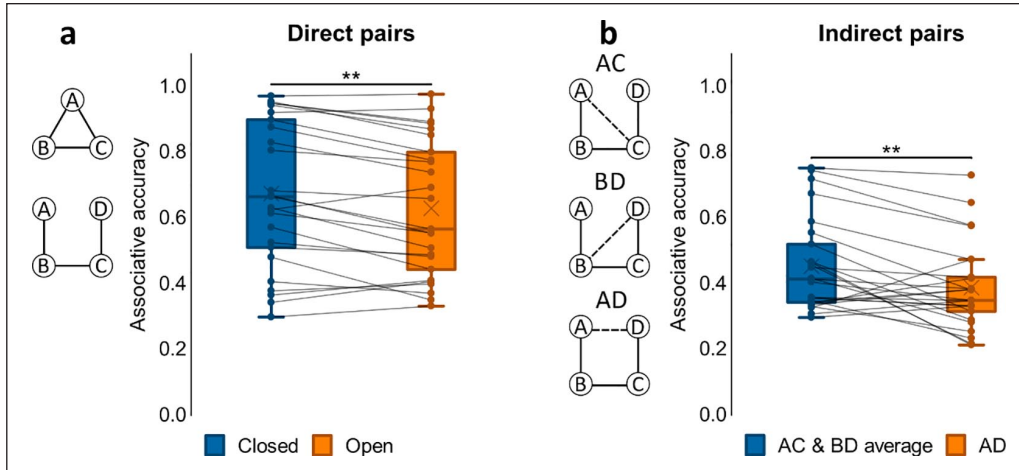 a
Direct pairs
A
B C
A D
B C
Associative accuracy
1.0
0.8
0.6
0.4
0.2
0.0
**
Closed Open
b
Indirect pairs
AC
A D
B C
BD
A D
B C
AD
A D
B C
Associative accuracy
1.0
0.8
0.6
0.4
0.2
0.0
**
AC & BD average AD